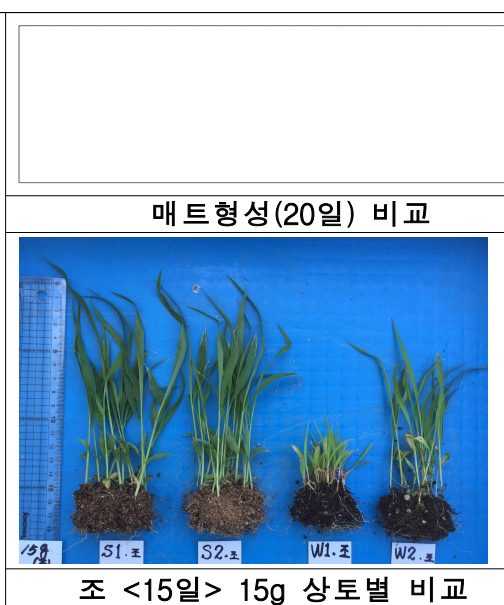 매트형성(20일) 비교
15g
S1.조
S2.조
W1.조
W2.조
조 <15일> 15g 상토별 비교